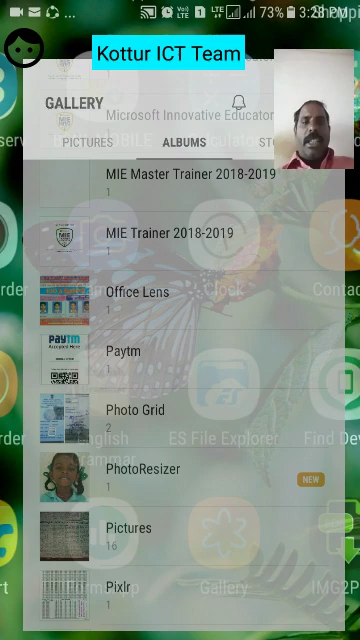 73% 3:28 PM
Kottur ICT Team
GALLERY
Microsoft Innovative Educator
1
PICTURES ALBUMS
MIE Master Trainer 2018-2019
1
MIE Trainer 2018-2019
1
Office Lens
1
Clock
Paytm
1
Photo Grid
2
English
Grammar
ES File Explorer
Find De
PhotoResizer
1
NEW
Pictures
16
Gallery
IMG2P
Pixlr
1